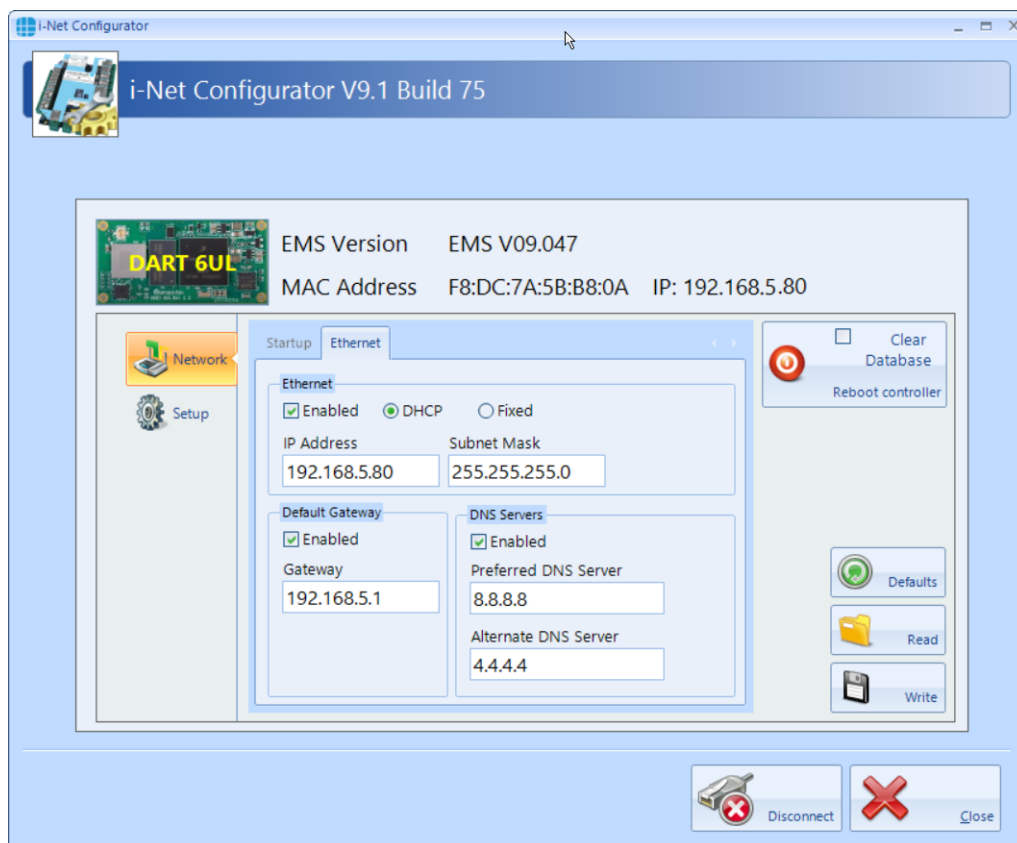 i-Net Configurator
i-Net Configurator V9.1 Build 75
DART 6UL
EMS Version EMS V09.047
MAC Address F8:DC:7A:5B:B8:0A IP: 192.168.5.80
Network
Setup
Startup Ethernet
Ethernet
Enabled DHCP Fixed
IP Address Subnet Mask
192.168.5.80 255.255.255.0
Default Gateway
Enabled
Gateway
192.168.5.1
DNS Servers
Enabled
Preferred DNS Server
8.8.8.8
Alternate DNS Server
4.4.4.4
Clear
Database
Reboot controller
Defaults
Read
Write
Disconnect
Close